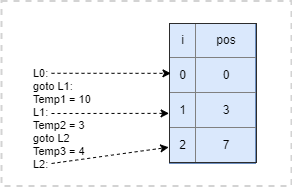 L0:
goto L1:
Temp1 = 10
L1:
Temp2 = 3
goto L2
Temp3 = 4
L2:
i pos
0 0
1 3
2 7